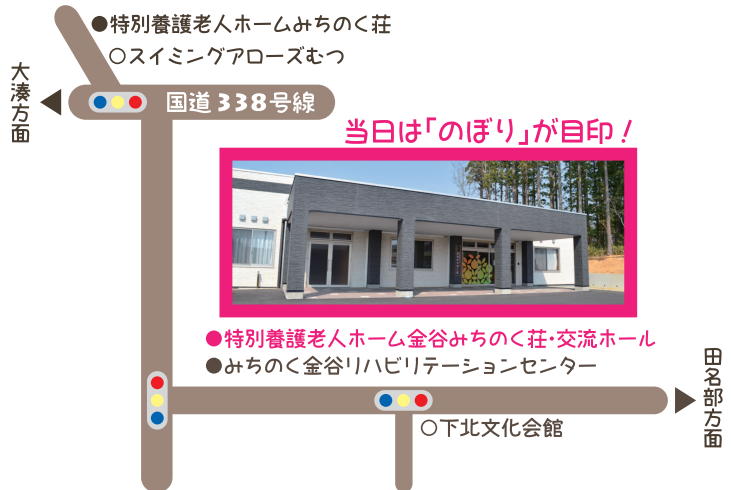 ●特別養護老人ホームみちのく荘
○スイミングアローズむつ
大湊方面
国道338号線
当日は「のぼり」が目印！
●特別養護老人ホーム金谷みちのく荘・交流ホール
●みちのく金谷リハビリテーションセンター
田名部方面
○下北文化会館